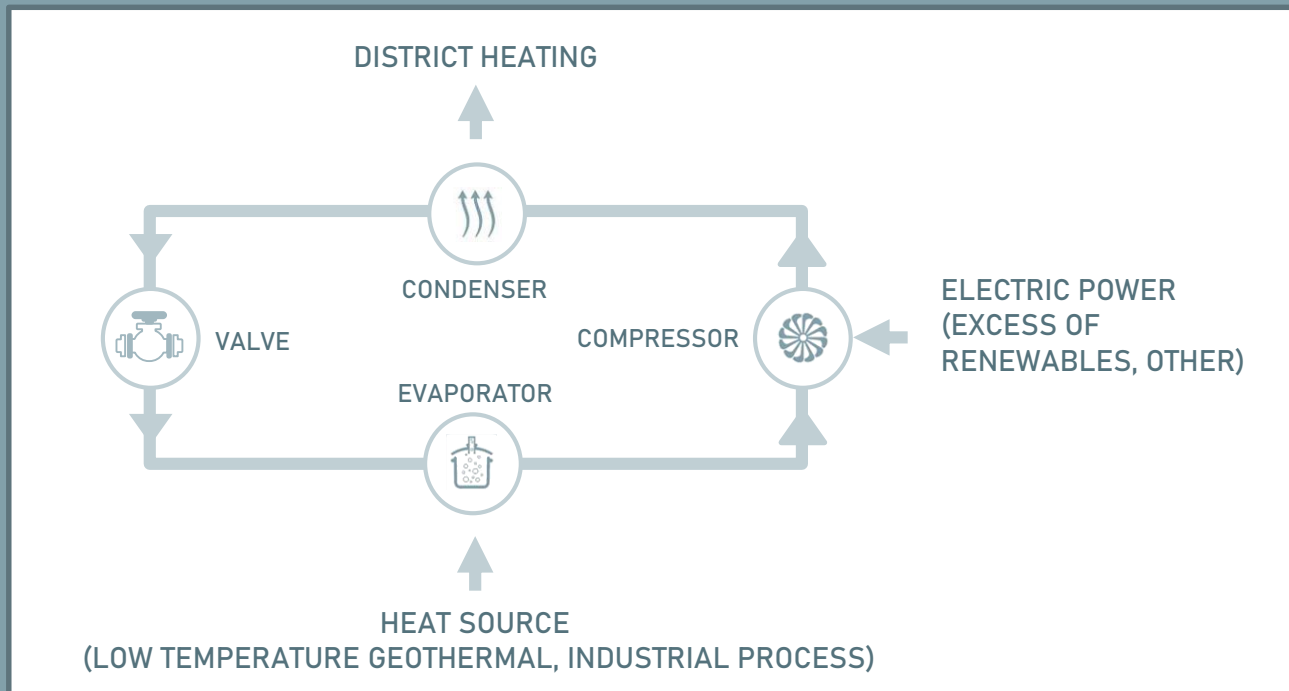 DISTRICT HEATING
CONDENSER
VALVE
COMPRESSOR
ELECTRIC POWER
(EXCESS OF
RENEWABLES, OTHER)
EVAPORATOR
HEAT SOURCE
(LOW TEMPERATURE GEOTHERMAL, INDUSTRIAL PROCESS)